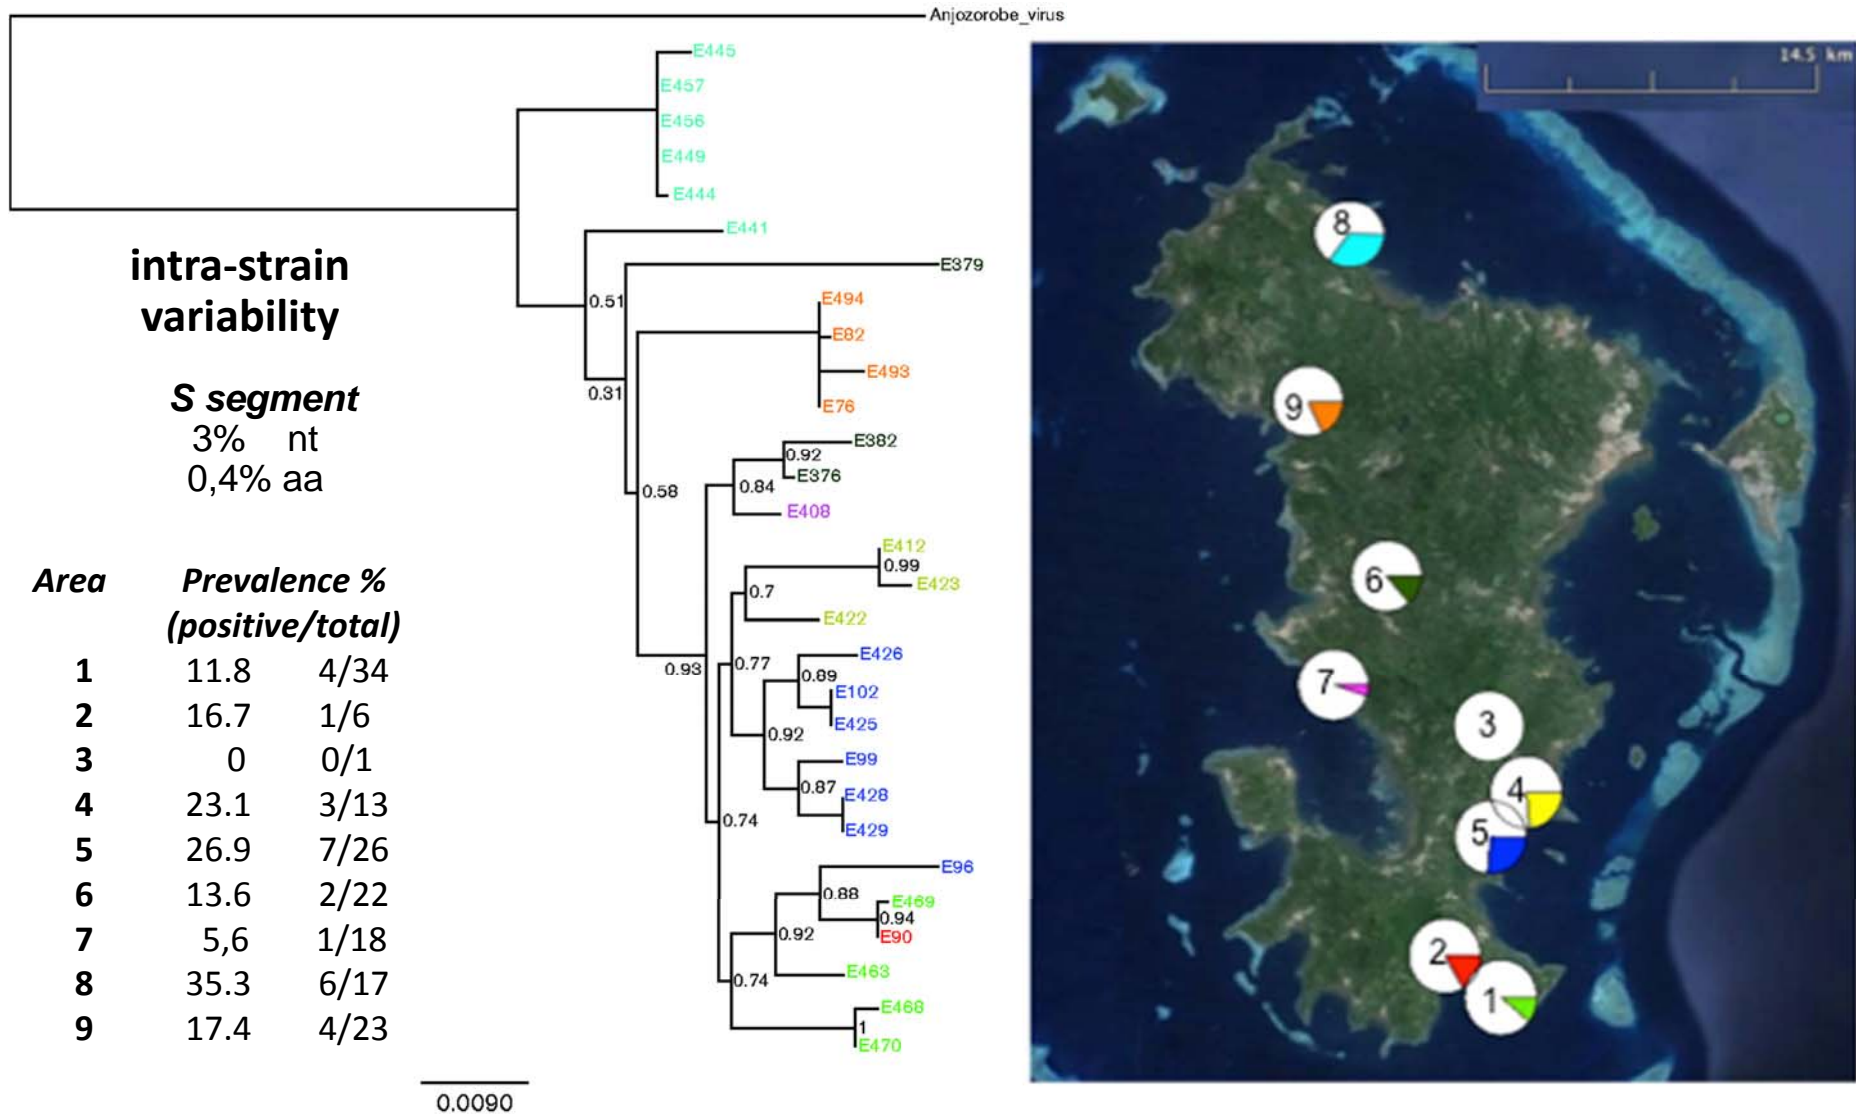 Anjozorobe_virus
E445
E457
E456
E449
E444
E441
E379
E494
E82
E493
E76
E382
E376
E408
E412
E423
E422
E426
E102
E425
E99
E428
E429
E96
E469
E90
E463
E468
E470
0.51
0.31
0.58
0.92
0.84
0.93
0.99
0.7
0.77
0.89
0.92
0.87
0.74
0.88
0.94
0.92
0.74
1
0.0090
intra-strain
variability
S segment
3% nt
0,4% aa
Area Prevalence %
(positive/total)
1 11.8 4/34
2 16.7 1/6
3 0 0/1
4 23.1 3/13
5 26.9 7/26
6 13.6 2/22
7 5,6 1/18
8 35.3 6/17
9 17.4 4/23
14.5 km
8
9
6
7
3
4
5
2
1